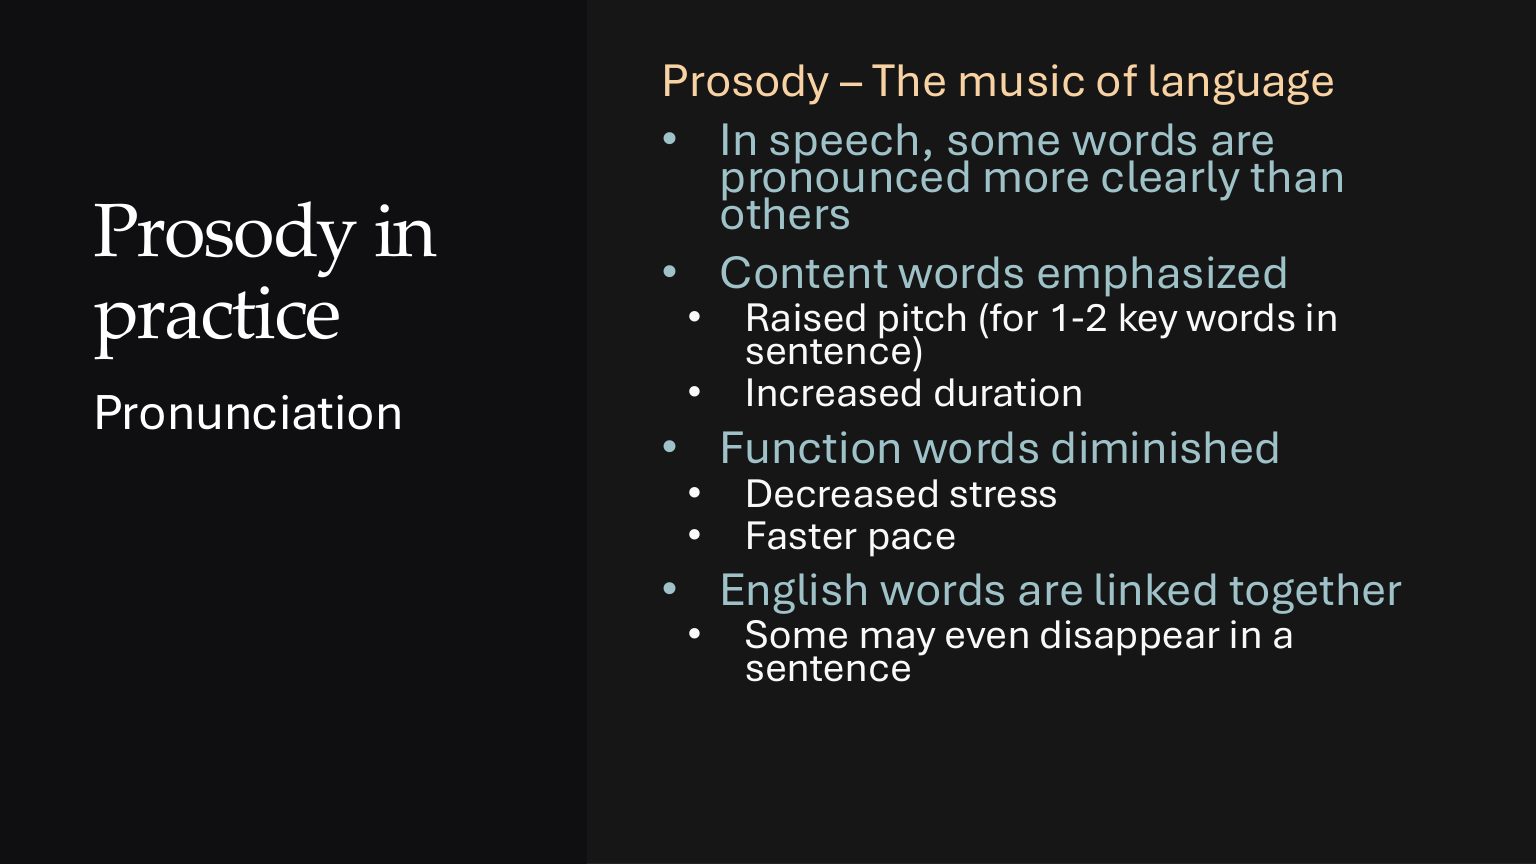 Prosody in
practice
Pronunciation
Prosody – The music of language
• In speech, some words are
pronounced more clearly than
others
• Content words emphasized
• Raised pitch (for 1-2 key words in
sentence)
• Increased duration
• Function words diminished
• Decreased stress
• Faster pace
• English words are linked together
• Some may even disappear in a
sentence